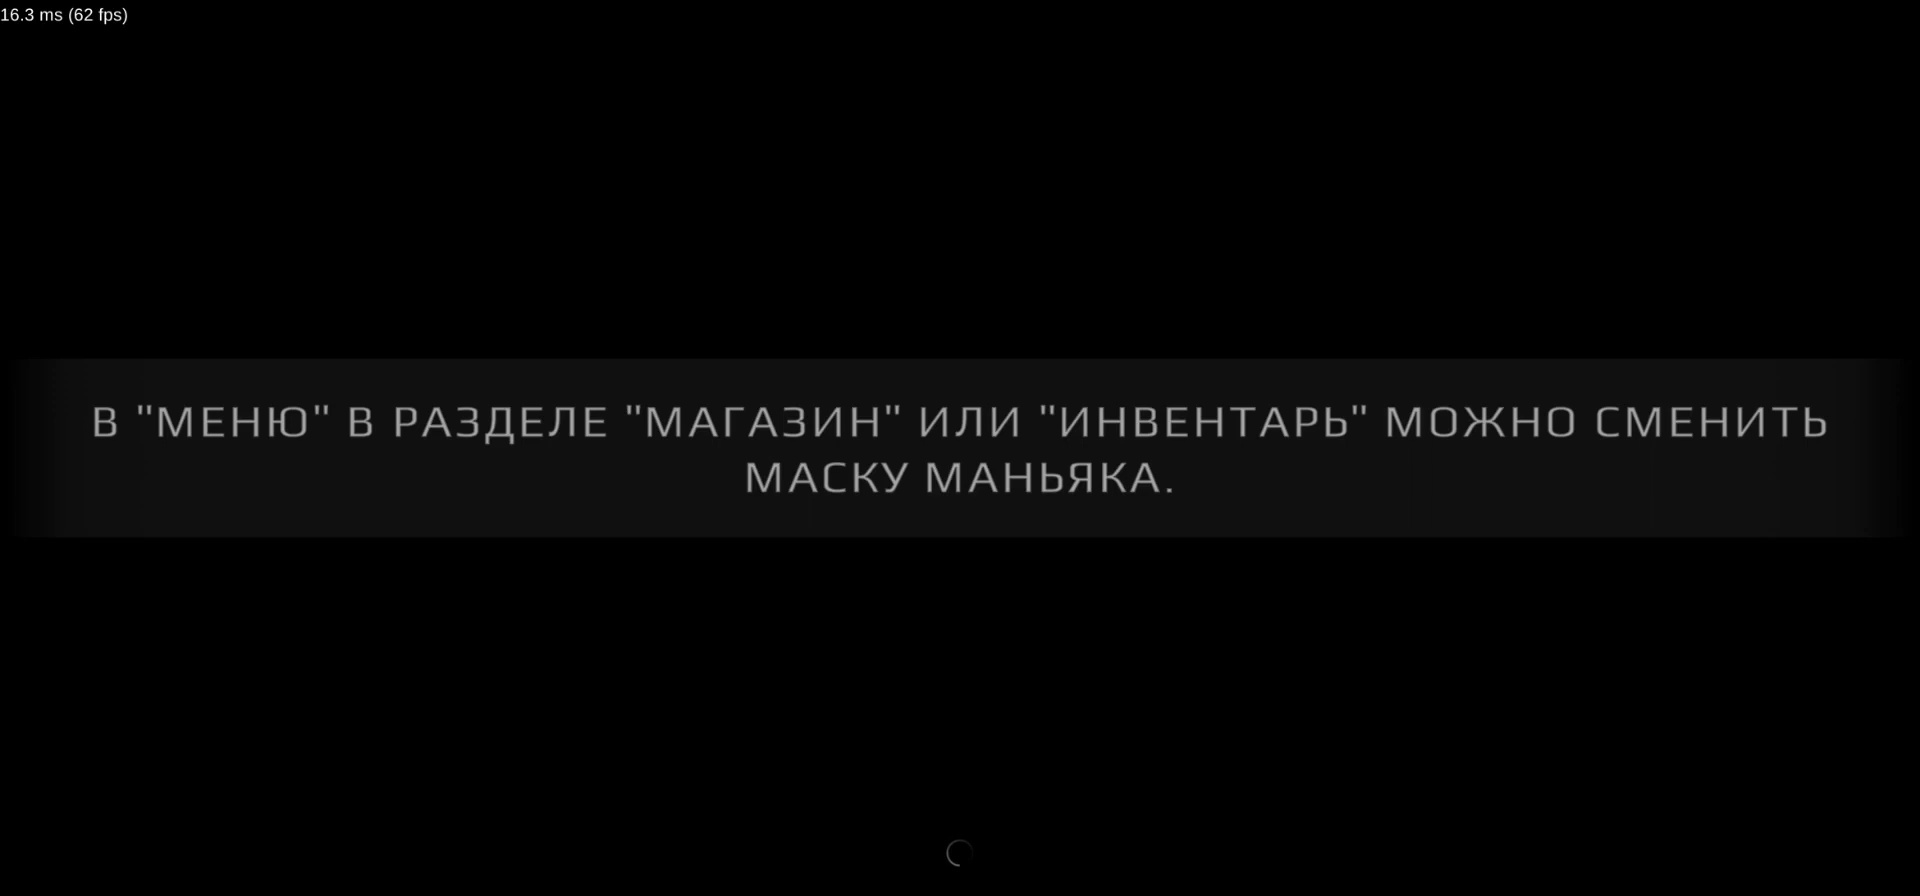 16.3 ms (62 fps)
В "МЕНЮ" В РАЗДЕЛЕ "МАГАЗИН" ИЛИ "ИНВЕНТАРЬ" МОЖНО СМЕНИТЬ
МАСКУ МАНЬЯКА.